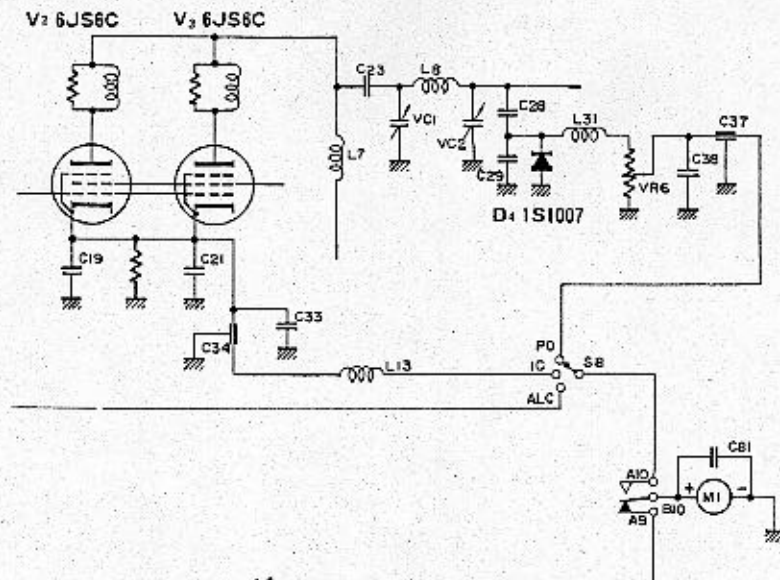 V2 6JS6C
V3 6JS6C
C23
L8
VC1
VC2
C28
C29
L31
C37
C38
VR6
L7
D4 1S1007
C19
C21
C33
C34
L13
PO
IC
S8
ALC
C81
A10
+
M1
-
B10
A9